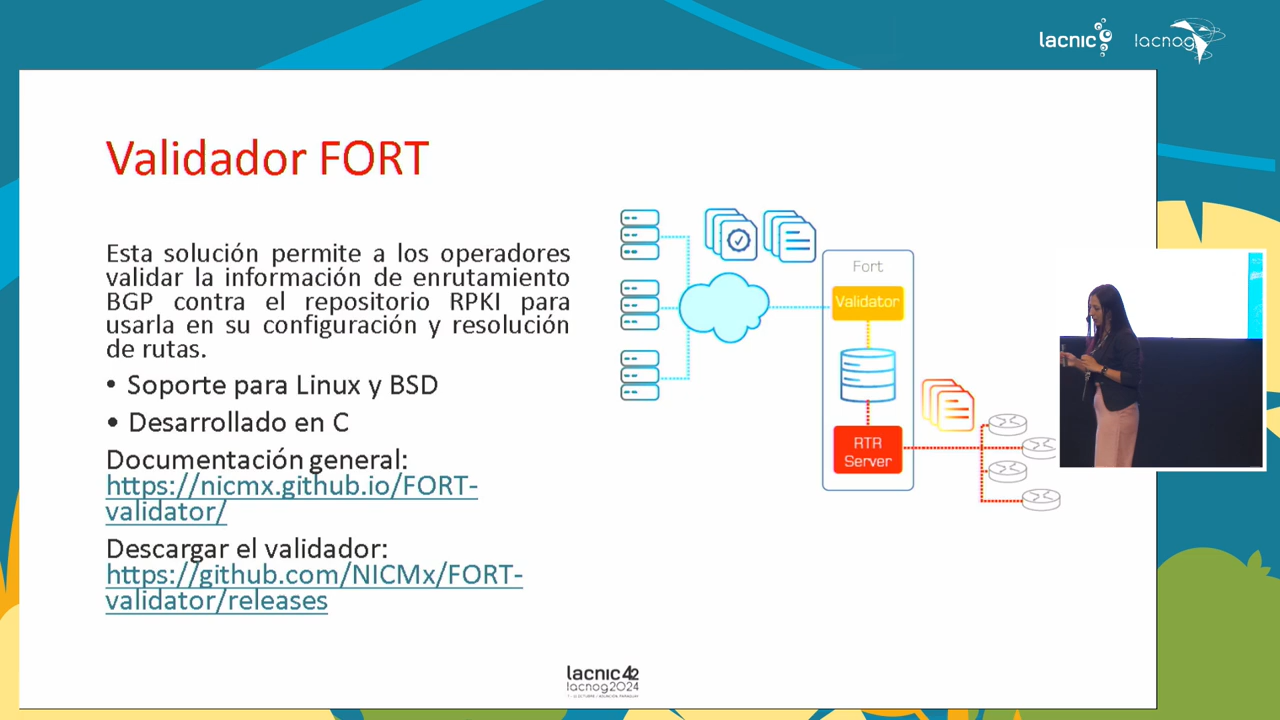 lacnic
lacnog
Validador FORT
Esta solución permite a los operadores
validar la información de enrutamiento
BGP contra el repositorio RPKI para
usarla en su configuración y resolución
de rutas.
• Soporte para Linux y BSD
• Desarrollado en C
Documentación general:
https://nicmx.github.io/FORT-
validator/
Descargar el validador:
https://github.com/NICMx/FORT-
validator/releases
Fort
Validator
RTR
Server
lacnic42
lacnog2024